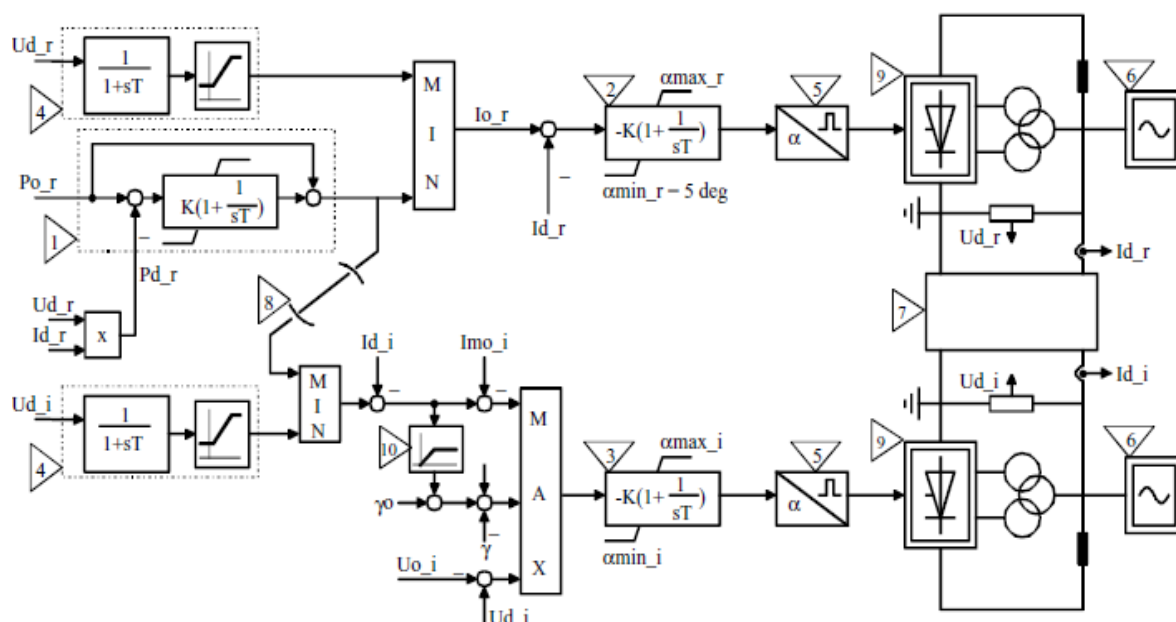 Ud_r
1
1+sT
4
Po_r
K(1+ 1
sT)
1
Pd_r
Ud_r
Id_r
x
Ud_i
1
1+sT
4
8
M
I
N
Io_r
Id_r
2
αmax_r
-K(1+ 1
sT)
αmin_r = 5 deg
5
α
9
6
Ud_r
Id_r
7
M
I
N
Id_i
Imo_i
10
γo
γ
Uo_i
Ud_i
M
A
X
3
αmax_i
-K(1+ 1
sT)
αmin_i
5
α
Ud_i
Id_i
9
6